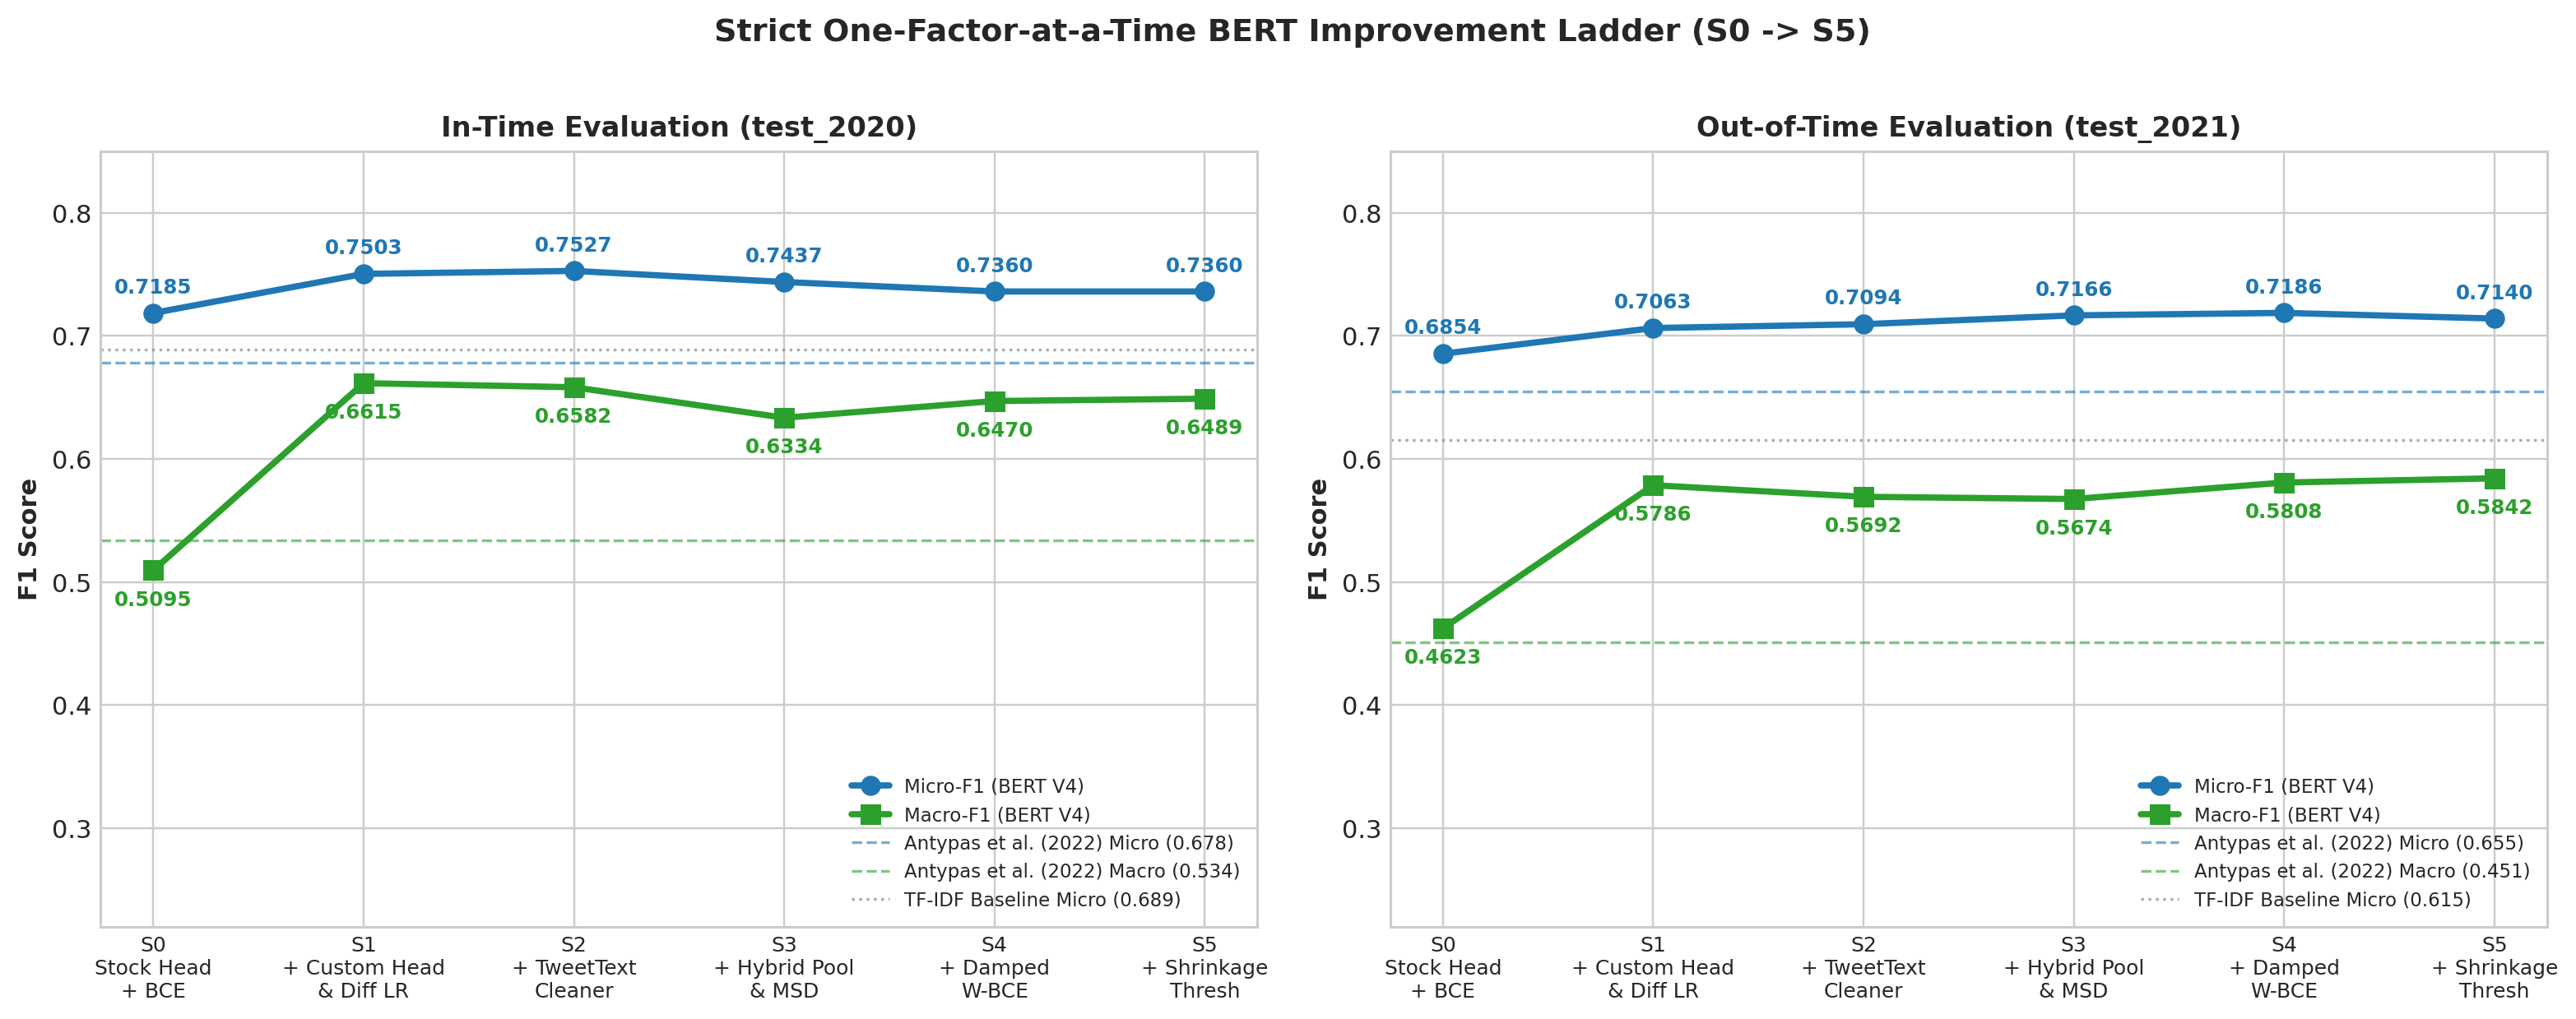 Strict One-Factor-at-a-Time BERT Improvement Ladder (S0 -> S5)
In-Time Evaluation (test_2020)
F1 Score
0.8
0.7
0.6
0.5
0.4
0.3
0.7185
0.7503
0.7527
0.7437
0.7360
0.7360
0.5095
0.6615
0.6582
0.6334
0.6470
0.6489
Micro-F1 (BERT V4)
Macro-F1 (BERT V4)
Antypas et al. (2022) Micro (0.678)
Antypas et al. (2022) Macro (0.534)
TF-IDF Baseline Micro (0.689)
S0
Stock Head
+ BCE
S1
+ Custom Head
& Diff LR
S2
+ TweetText
Cleaner
S3
+ Hybrid Pool
& MSD
S4
+ Damped
W-BCE
S5
+ Shrinkage
Thresh
Out-of-Time Evaluation (test_2021)
F1 Score
0.8
0.7
0.6
0.5
0.4
0.3
0.6854
0.7063
0.7094
0.7166
0.7186
0.7140
0.4623
0.5786
0.5692
0.5674
0.5808
0.5842
Micro-F1 (BERT V4)
Macro-F1 (BERT V4)
Antypas et al. (2022) Micro (0.655)
Antypas et al. (2022) Macro (0.451)
TF-IDF Baseline Micro (0.615)
S0
Stock Head
+ BCE
S1
+ Custom Head
& Diff LR
S2
+ TweetText
Cleaner
S3
+ Hybrid Pool
& MSD
S4
+ Damped
W-BCE
S5
+ Shrinkage
Thresh